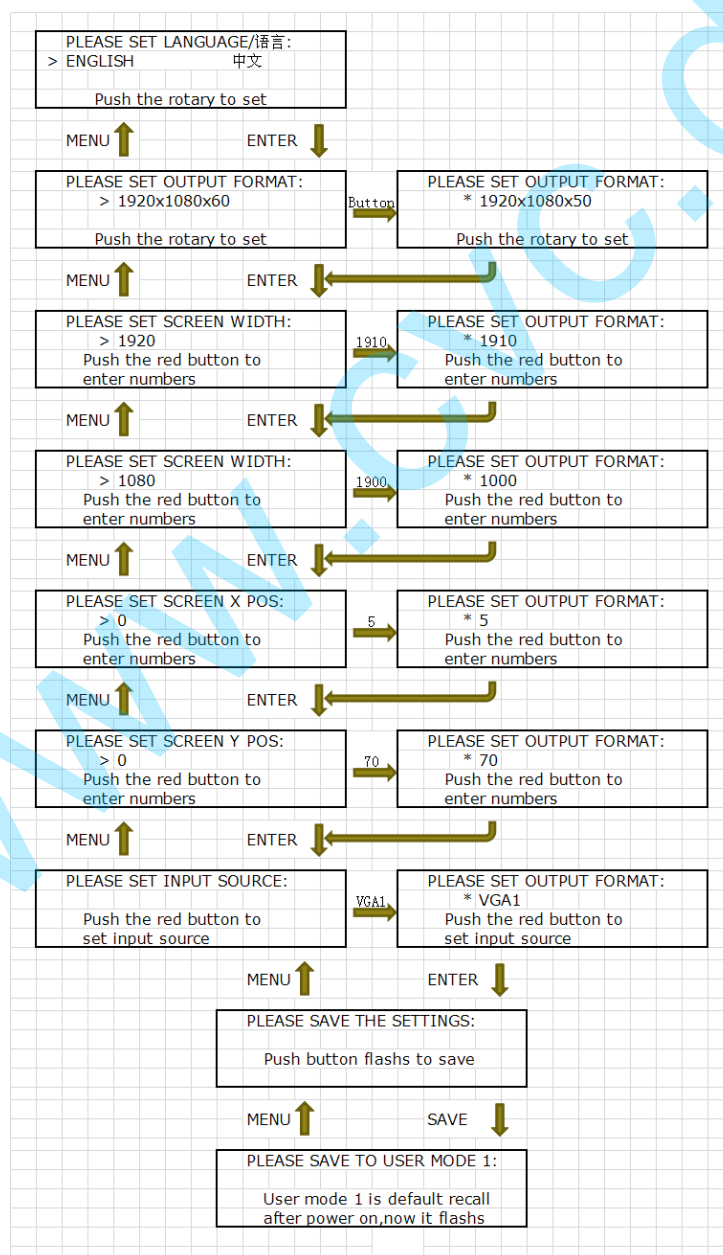 PLEASE SET LANGUAGE/语言:
> ENGLISH 中文
Push the rotary to set
MENU ENTER
PLEASE SET OUTPUT FORMAT:
> 1920x1080x60
Push the rotary to set
Button
PLEASE SET OUTPUT FORMAT:
* 1920x1080x50
Push the rotary to set
MENU ENTER
PLEASE SET SCREEN WIDTH:
> 1920
Push the red button to
enter numbers
1910
PLEASE SET OUTPUT FORMAT:
* 1910
Push the red button to
enter numbers
MENU ENTER
PLEASE SET SCREEN WIDTH:
> 1080
Push the red button to
enter numbers
1900
PLEASE SET OUTPUT FORMAT:
* 1000
Push the red button to
enter numbers
MENU ENTER
PLEASE SET SCREEN X POS:
> 0
Push the red button to
enter numbers
5
PLEASE SET OUTPUT FORMAT:
* 5
Push the red button to
enter numbers
MENU ENTER
PLEASE SET SCREEN Y POS:
> 0
Push the red button to
enter numbers
70
PLEASE SET OUTPUT FORMAT:
* 70
Push the red button to
enter numbers
MENU ENTER
PLEASE SET INPUT SOURCE:
Push the red button to
set input source
VGA1
PLEASE SET OUTPUT FORMAT:
* VGA1
Push the red button to
set input source
MENU ENTER
PLEASE SAVE THE SETTINGS:
Push button flashs to save
MENU SAVE
PLEASE SAVE TO USER MODE 1:
User mode 1 is default recall
after power on,now it flashs